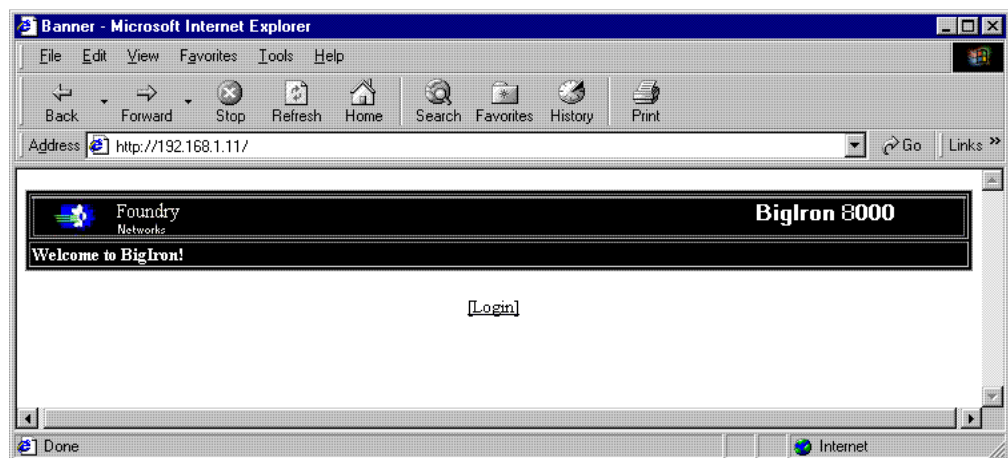 Banner - Microsoft Internet Explorer
File Edit View Favorites Tools Help
Back Forward Stop Refresh Home Search Favorites History Print
Address http://192.168.1.11/ Go Links »
Foundry
Networks
BigIron 8000
Welcome to BigIron!
[Login]
Done Internet